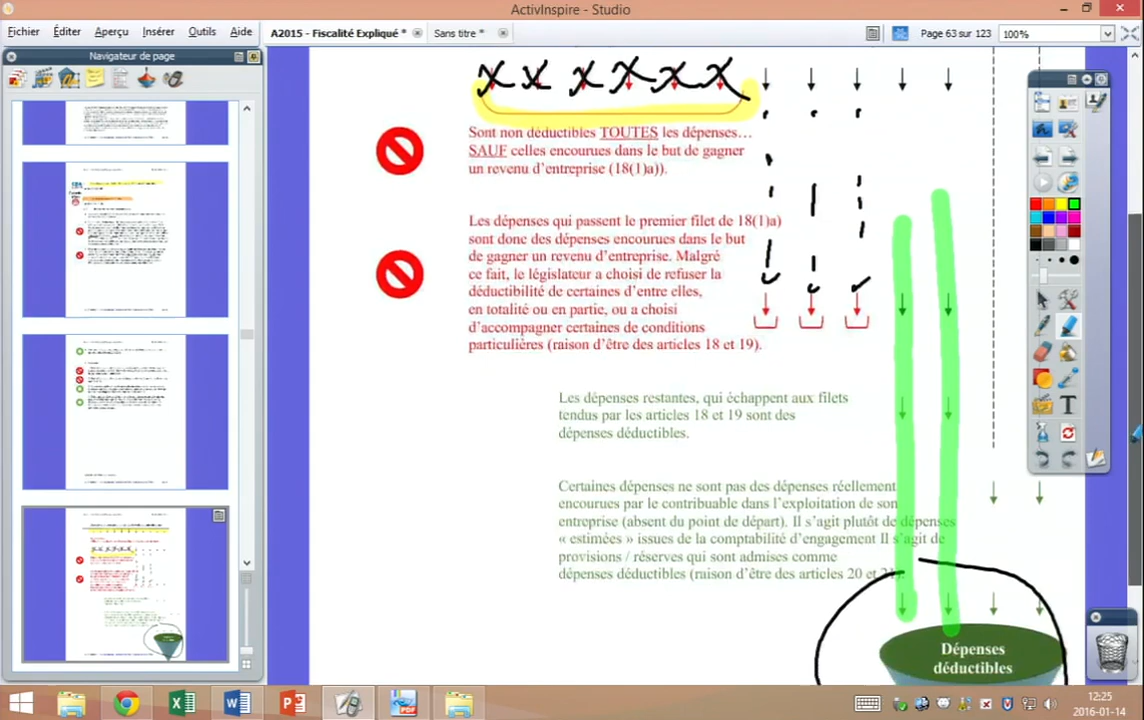 ActivInspire - Studio
Fichier Éditer Aperçu Insérer Outils Aide
A2015 - Fiscalité Expliqué *
Sans titre *
Page 63 sur 123
100%
Navigateur de page
Sont non déductibles TOUTES les dépenses…
SAUF celles encourues dans le but de gagner
un revenu d'entreprise (18(1)a)).
Les dépenses qui passent le premier filet de 18(1)a)
sont donc des dépenses encourues dans le but
de gagner un revenu d'entreprise. Malgré
ce fait, le législateur a choisi de refuser la
déductibilité de certaines d'entre elles,
en totalité ou en partie, ou a choisi
d'accompagner certaines de conditions
particulières (raison d'être des articles 18 et 19).
Les dépenses restantes, qui échappent aux filets
tendus par les articles 18 et 19 sont des
dépenses déductibles.
Certaines dépenses ne sont pas des dépenses réellement
encourues par le contribuable dans l'exploitation de son
entreprise (absent du point de départ). Il s'agit plutôt de dépenses
« estimées » issues de la comptabilité d'engagement Il s'agit de
provisions / réserves qui sont admises comme
dépenses déductibles (raison d'être des articles 20 et 21).
Dépenses
déductibles
12:25
2016-01-14